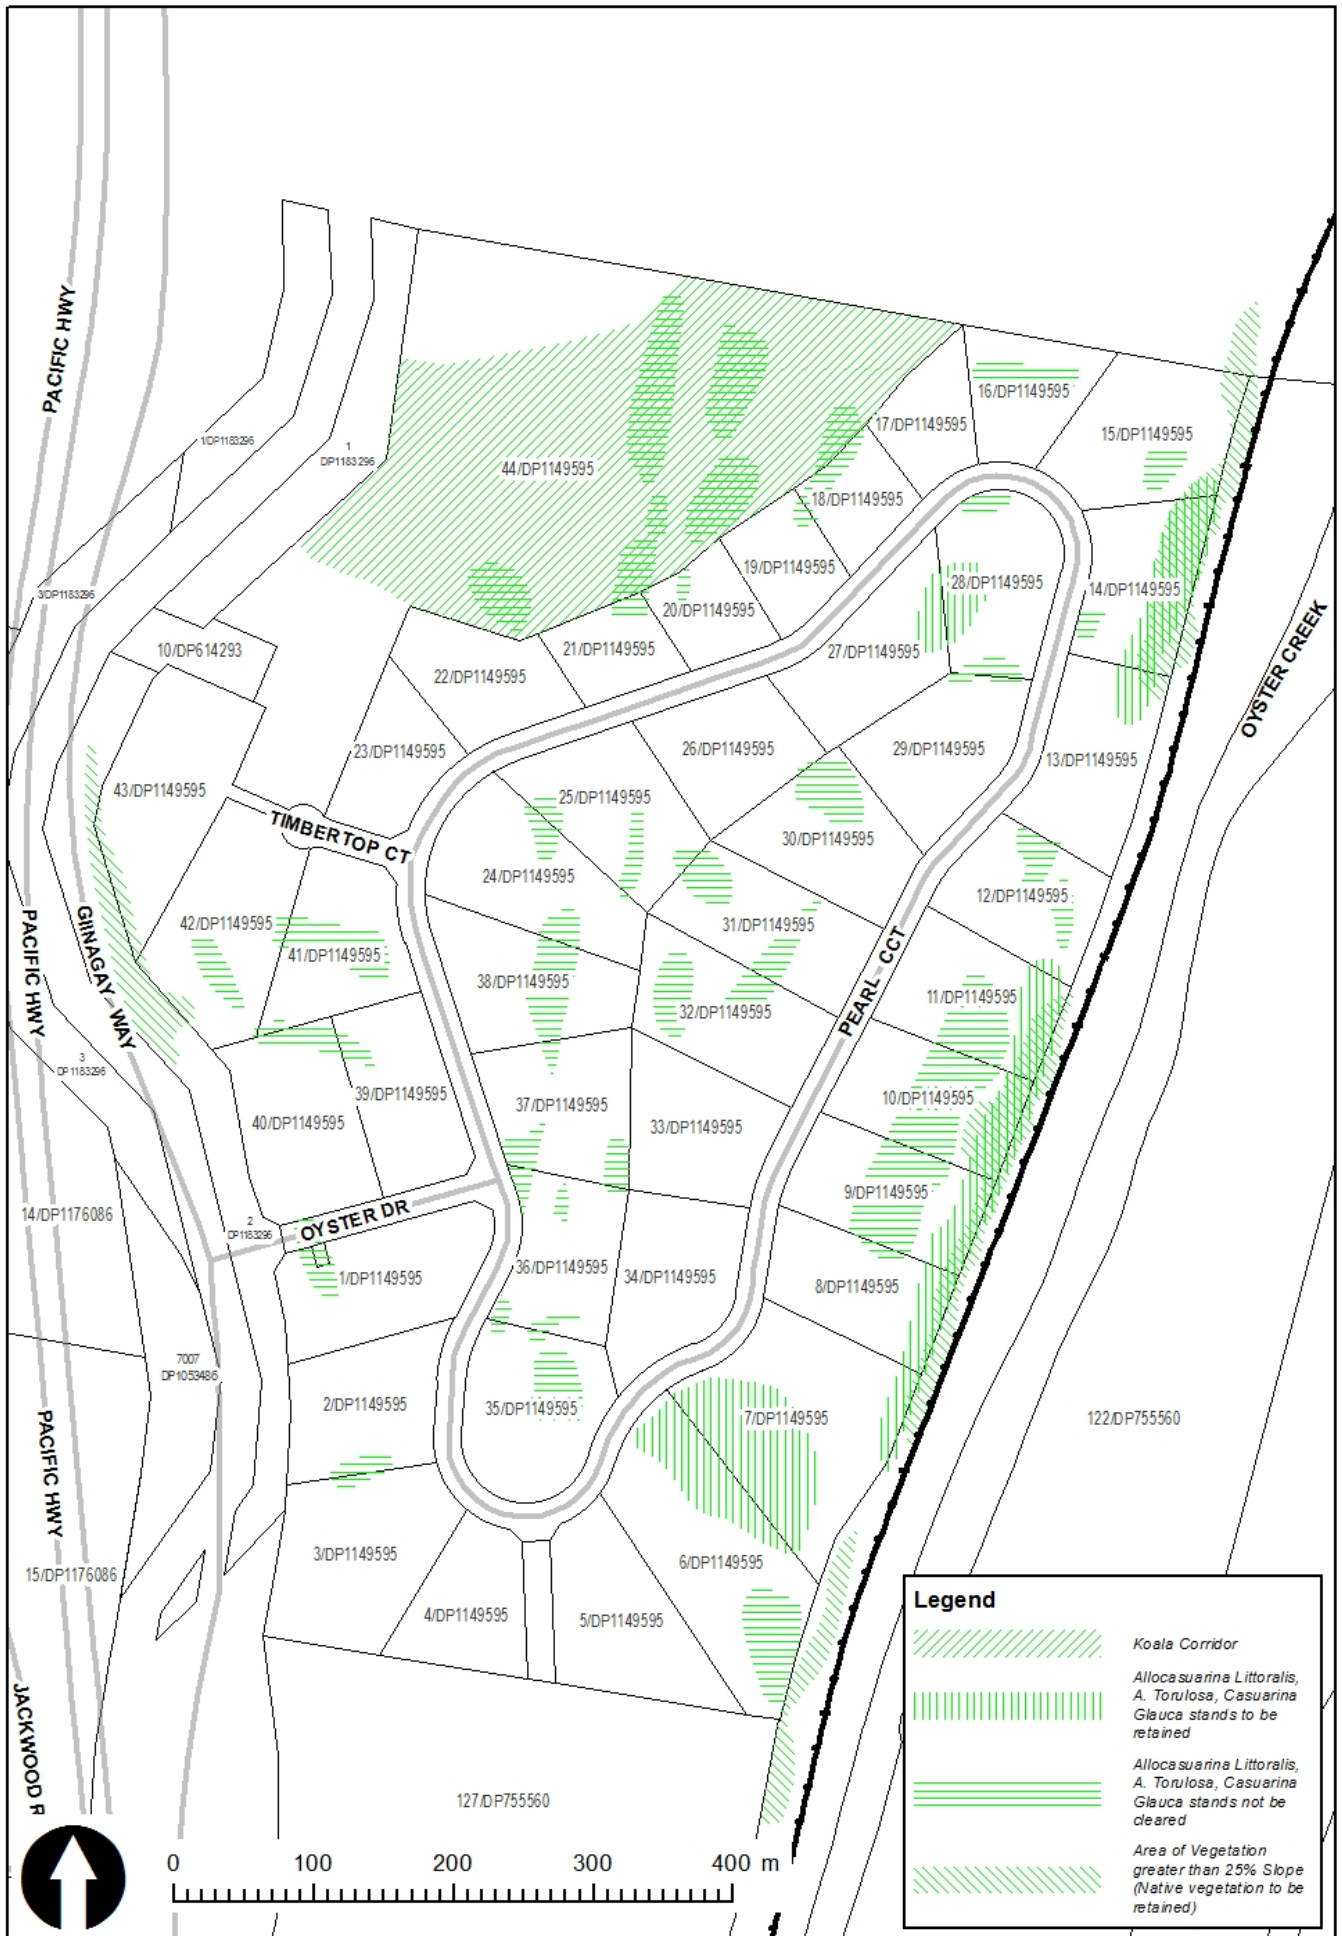 PACIFIC HWY
1/DP1183296
1
DP1183296
44/DP1149595
17/DP1149595
16/DP1149595
15/DP1149595
18/DP1149595
19/DP1149595
28/DP1149595
14/DP1149595
3/DP1183296
20/DP1149595
10/DP614293
21/DP1149595
27/DP1149595
22/DP1149595
OYSTER CREEK
23/DP1149595
26/DP1149595
29/DP1149595
13/DP1149595
43/DP1149595
25/DP1149595
TIMBERTOP CT
30/DP1149595
24/DP1149595
12/DP1149595
42/DP1149595
31/DP1149595
41/DP1149595
PACIFIC HWY
GIINAGAY WAY
38/DP1149595
32/DP1149595
PEARL CCT
11/DP1149595
3
DP1183296
39/DP1149595
37/DP1149595
10/DP1149595
40/DP1149595
33/DP1149595
9/DP1149595
14/DP1176086
2
DP1183296
OYSTER DR
1/DP1149595
36/DP1149595
34/DP1149595
8/DP1149595
7007
DP1053486
2/DP1149595
35/DP1149595
7/DP1149595
122/DP755560
PACIFIC HWY
3/DP1149595
6/DP1149595
15/DP1176086
4/DP1149595
5/DP1149595
JACKWOOD R
127/DP755560
Legend
Koala Corridor
Allocasuarina Littoralis,
A. Torulosa, Casuarina
Glauca stands to be
retained
Allocasuarina Littoralis,
A. Torulosa, Casuarina
Glauca stands not be
cleared
Area of Vegetation
greater than 25% Slope
(Native vegetation to be
retained)
0 100 200 300 400 m